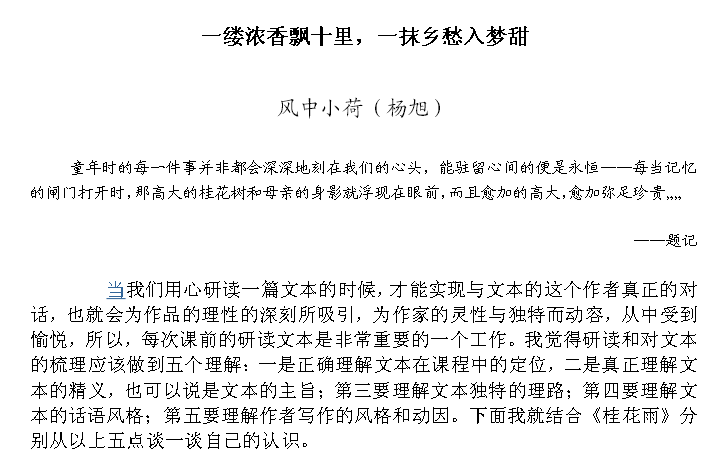 一缕浓香飘十里，一抹乡愁入梦甜
风中小荷（杨旭）
童年时的每一件事并非都会深深地刻在我们的心头，能驻留心间的便是永恒——每当记忆
的闸门打开时，那高大的桂花树和母亲的身影就浮现在眼前，而且愈加的高大，愈加弥足珍贵„„
——题记
当我们用心研读一篇文本的时候，才能实现与文本的这个作者真正的对
话，也就会为作品的理性的深刻所吸引，为作家的灵性与独特而动容，从中受到
愉悦，所以，每次课前的研读文本是非常重要的一个工作。我觉得研读和对文本
的梳理应该做到五个理解：一是正确理解文本在课程中的定位，二是真正理解文
本的精义，也可以说是文本的主旨；第三要理解文本独特的理路；第四要理解文
本的话语风格；第五要理解作者写作的风格和动因。下面我就结合《桂花雨》分
别从以上五点谈一谈自己的认识。